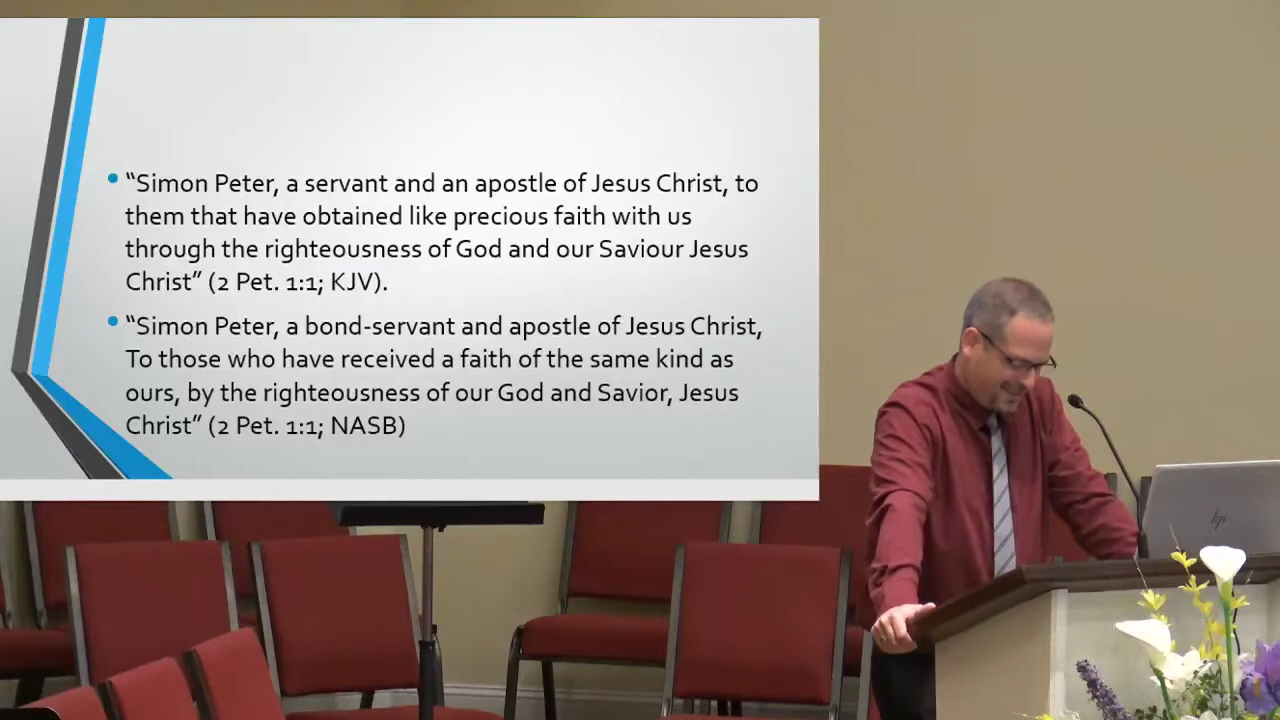 • “Simon Peter, a servant and an apostle of Jesus Christ, to
them that have obtained like precious faith with us
through the righteousness of God and our Saviour Jesus
Christ” (2 Pet. 1:1; KJV).
• “Simon Peter, a bond-servant and apostle of Jesus Christ,
To those who have received a faith of the same kind as
ours, by the righteousness of our God and Savior, Jesus
Christ” (2 Pet. 1:1; NASB)
hp